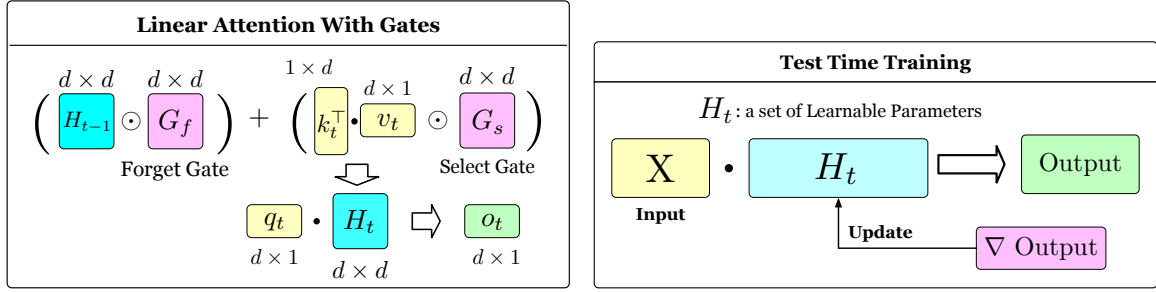 Linear Attention With Gates
1 × d
d × d d × d d × 1 d × d
( H_{t−1} ⊙ G_f ) + ( k_t^⊤ • v_t ⊙ G_s )
Forget Gate Select Gate
q_t • H_t o_t
d × 1 d × d d × 1
Test Time Training
H_t : a set of Learnable Parameters
X • H_t Output
Input
Update
∇ Output